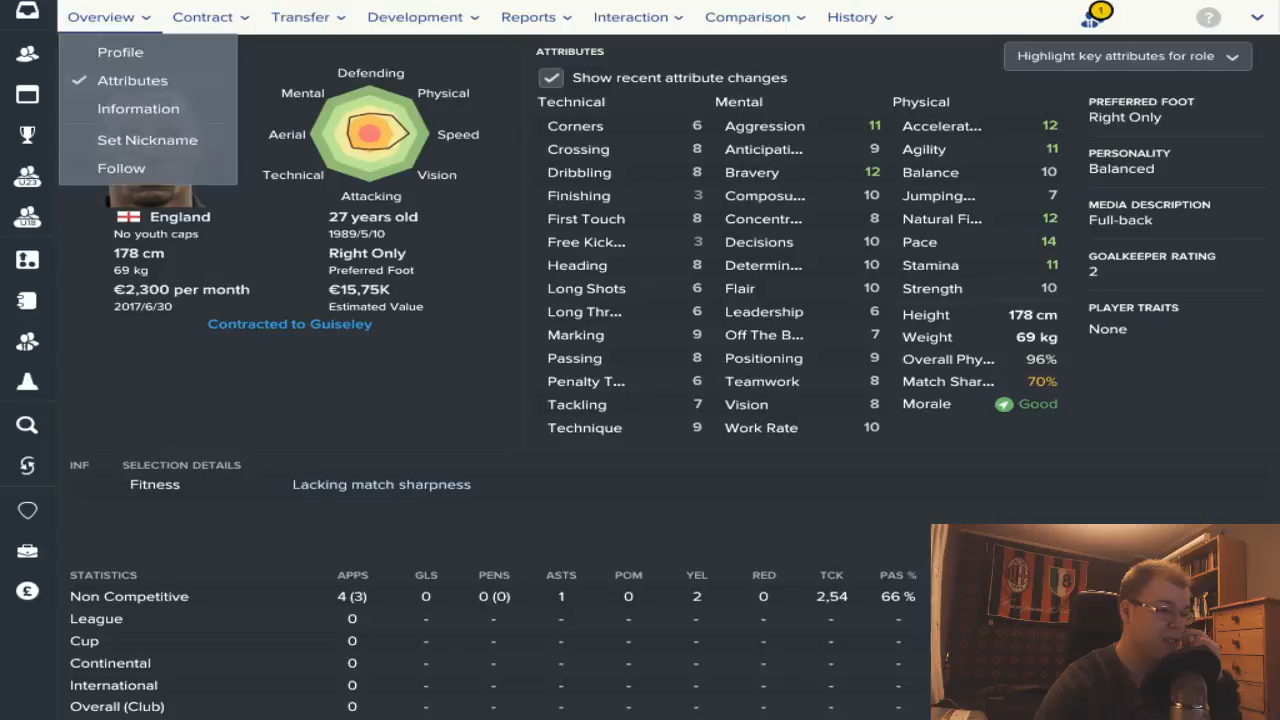 Overview Contract Transfer Development Reports Interaction Comparison History 1 ?
Profile
Attributes
Information
Set Nickname
Follow
U23
U18
Defending
Mental Physical
Aerial Speed
Technical Vision
Attacking
England
No youth caps
178 cm
69 kg
€2,300 per month
2017/6/30
27 years old
1989/5/10
Right Only
Preferred Foot
€15,75K
Estimated Value
Contracted to Guiseley
ATTRIBUTES
Show recent attribute changes
Highlight key attributes for role
Technical Mental Physical
Corners 6 Aggression 11 Accelerat... 12
Crossing 8 Anticipati... 9 Agility 11
Dribbling 8 Bravery 12 Balance 10
Finishing 3 Composu... 10 Jumping... 7
First Touch 8 Concentr... 8 Natural Fi... 12
Free Kick... 3 Decisions 10 Pace 14
Heading 8 Determin... 10 Stamina 11
Long Shots 6 Flair 10 Strength 10
Long Thr... 6 Leadership 6 Height 178 cm
Marking 9 Off The B... 7 Weight 69 kg
Passing 8 Positioning 9 Overall Phy... 96%
Penalty T... 6 Teamwork 8 Match Shar... 70%
Tackling 7 Vision 8 Morale Good
Technique 9 Work Rate 10
PREFERRED FOOT
Right Only
PERSONALITY
Balanced
MEDIA DESCRIPTION
Full-back
GOALKEEPER RATING
2
PLAYER TRAITS
None
INF SELECTION DETAILS
Fitness Lacking match sharpness
STATISTICS APPS GLS PENS ASTS POM YEL RED TCK PAS %
Non Competitive 4 (3) 0 0 (0) 1 0 2 0 2,54 66 %
League 0 - - - - - - - -
Cup 0 - - - - - - - -
Continental 0 - - - - - - - -
International 0 - - - - - - - -
Overall (Club) 0 - - - - - - - -